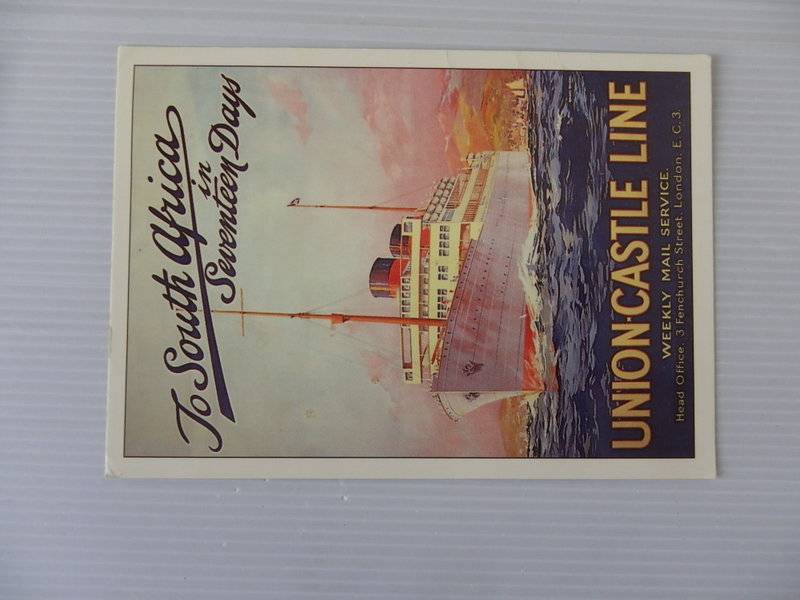 To South Africa
in
Seventeen Days
UNION-CASTLE LINE
WEEKLY MAIL SERVICE.
Head Office, 3 Fenchurch Street, London. E.C.3.